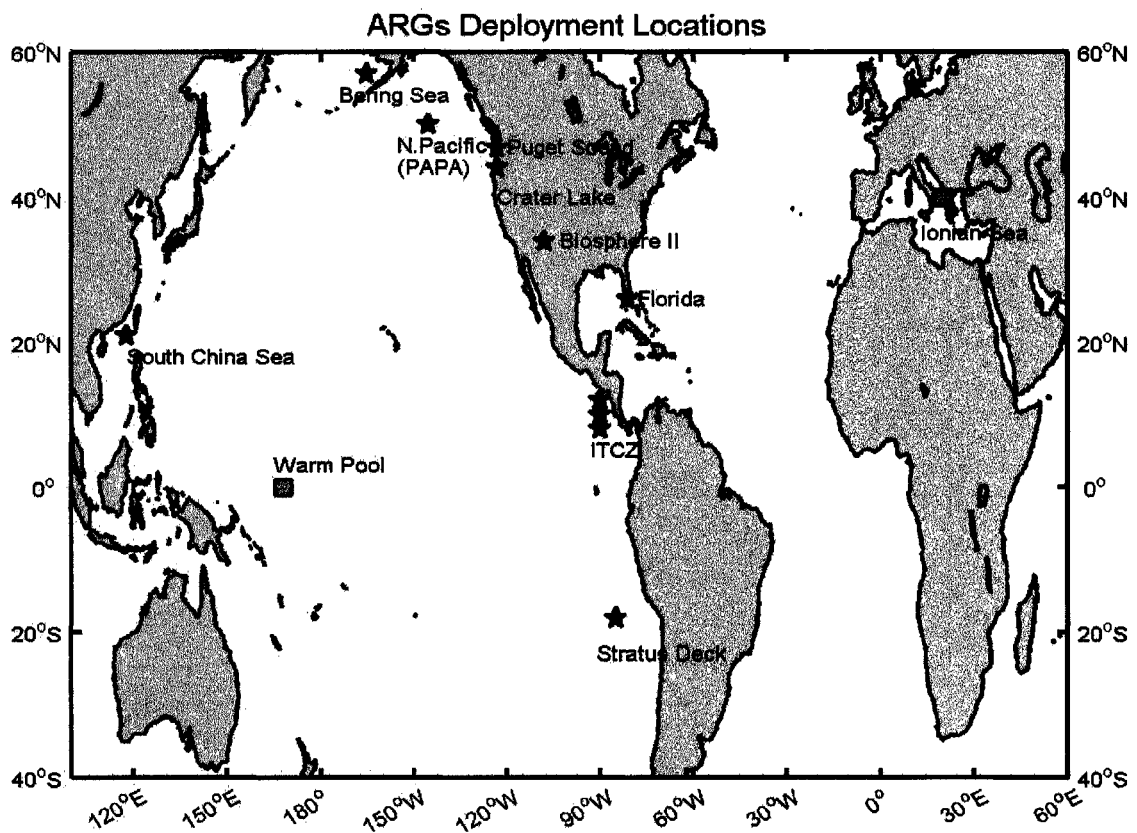 ARGs Deployment Locations
60°N 60°N
Bering Sea
N.Pacific Puget Sound
(PAPA)
40°N Crater Lake 40°N
Biosphere II Ionian Sea
Florida
20°N South China Sea 20°N
ITCZ
Warm Pool
0° 0°
20°S 20°S
Stratus Deck
40°S 40°S
120°E 150°E 180° 150°W 120°W 90°W 60°W 30°W 0° 30°E 60°E